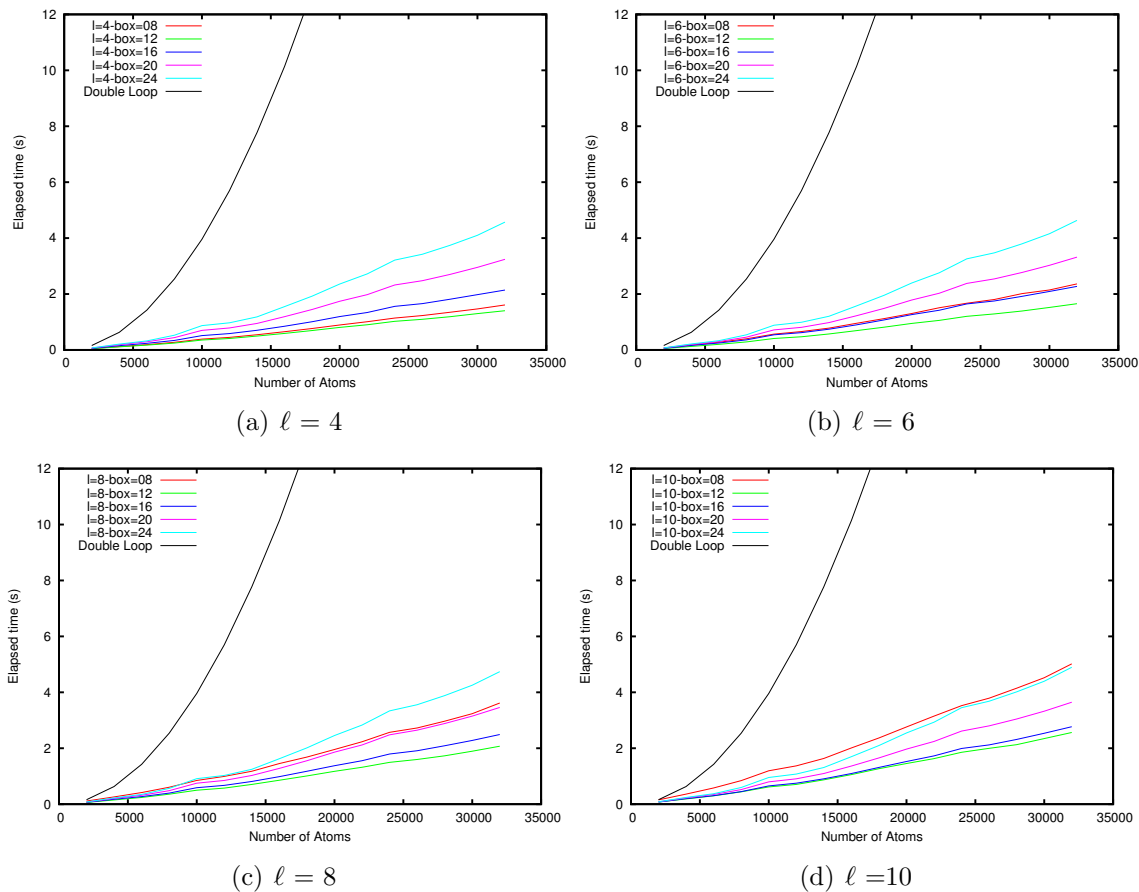 12
10
8
6
4
2
0
Elapsed time (s)
l=4-box=08
l=4-box=12
l=4-box=16
l=4-box=20
l=4-box=24
Double Loop
0 5000 10000 15000 20000 25000 30000 35000
Number of Atoms
(a) ℓ = 4
12
10
8
6
4
2
0
Elapsed time (s)
l=6-box=08
l=6-box=12
l=6-box=16
l=6-box=20
l=6-box=24
Double Loop
0 5000 10000 15000 20000 25000 30000 35000
Number of Atoms
(b) ℓ = 6
12
10
8
6
4
2
0
Elapsed time (s)
l=8-box=08
l=8-box=12
l=8-box=16
l=8-box=20
l=8-box=24
Double Loop
0 5000 10000 15000 20000 25000 30000 35000
Number of Atoms
(c) ℓ = 8
12
10
8
6
4
2
0
Elapsed time (s)
l=10-box=08
l=10-box=12
l=10-box=16
l=10-box=20
l=10-box=24
Double Loop
0 5000 10000 15000 20000 25000 30000 35000
Number of Atoms
(d) ℓ =10